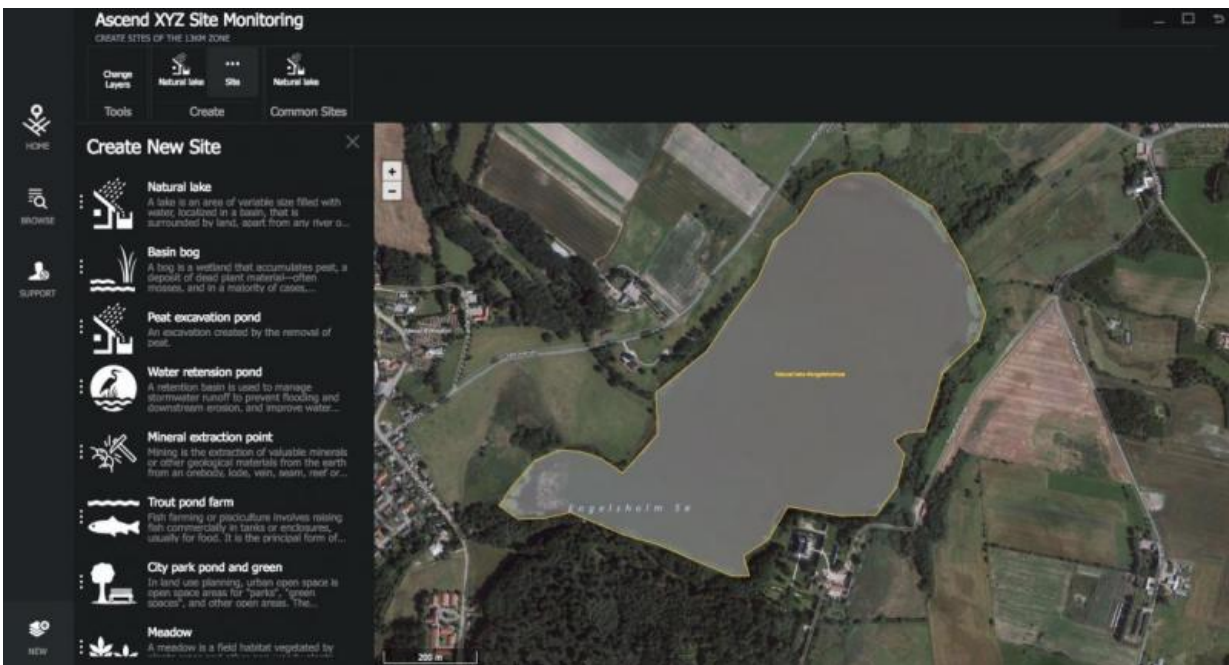 Ascend XYZ Site Monitoring
CREATE SITES OF THE 13KM ZONE
Change
Layers
Natural lake
Site
Natural lake
Tools
Create
Common Sites
HOME
BROWSE
SUPPORT
NEW
Create New Site
Natural lake
A lake is an area of variable size filled with
water, localized in a basin, that is
surrounded by land, apart from any river o...
Basin bog
A bog is a wetland that accumulates peat, a
deposit of dead plant material—often
mosses, and in a majority of cases,...
Peat excavation pond
An excavation created by the removal of
peat.
Water retension pond
A retention basin is used to manage
stormwater runoff to prevent flooding and
downstream erosion, and improve water...
Mineral extraction point
Mining is the extraction of valuable minerals
or other geological materials from the earth
from an orebody, lode, vein, seam, reef or...
Trout pond farm
Fish farming or pisciculture involves raising
fish commercially in tanks or enclosures,
usually for food. It is the principal form of...
City park pond and green
In land use planning, urban open space is
open space areas for "parks", "green
spaces", and other open areas. The...
Meadow
A meadow is a field habitat vegetated by
+
−
Engelsholm Sø
200 m